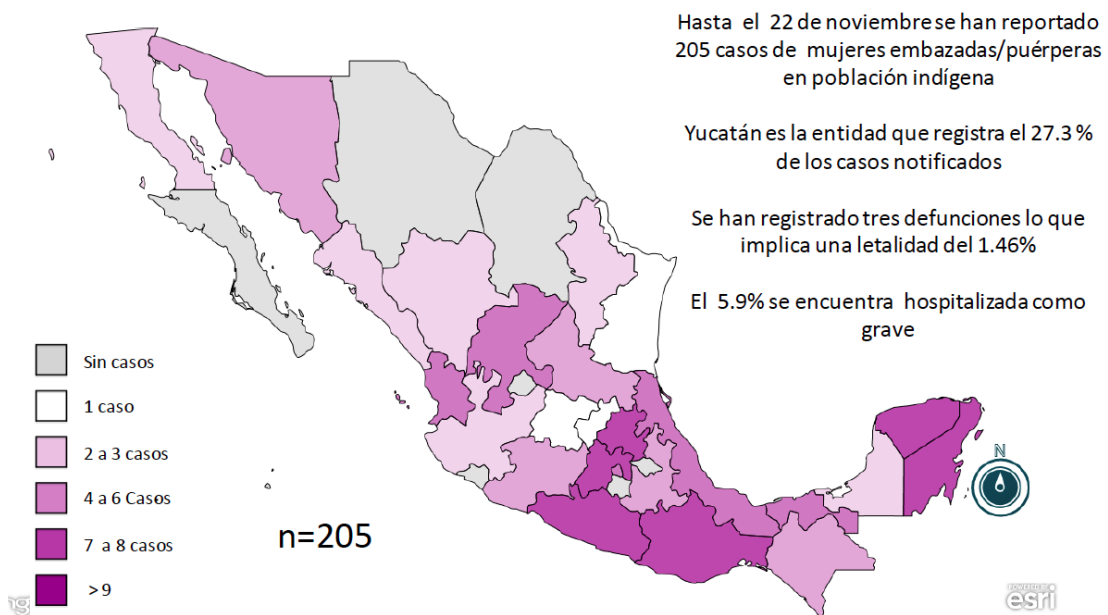 Hasta el 22 de noviembre se han reportado
205 casos de mujeres embazadas/puérperas
en población indígena
Yucatán es la entidad que registra el 27.3 %
de los casos notificados
Se han registrado tres defunciones lo que
implica una letalidad del 1.46%
El 5.9% se encuentra hospitalizada como
grave
Sin casos
1 caso
2 a 3 casos
4 a 6 Casos
7 a 8 casos
>9
n=205
N
POWERED BY
esri